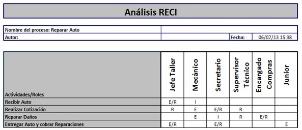 Análisis RECI
Nombre del proceso: Reparar Auto
Autor: Fecha: 06/07/13 15:38
Actividades/Roles Jefe Taller Mecánico Secretario Supervisor Técnico Encargado Compras Junior
Recibir Auto E/R I
Realizar Cotización R E E/R R
Reparar Daños E I R E/R
Entregar Auto y cobrar Reparaciones E/R E/R E